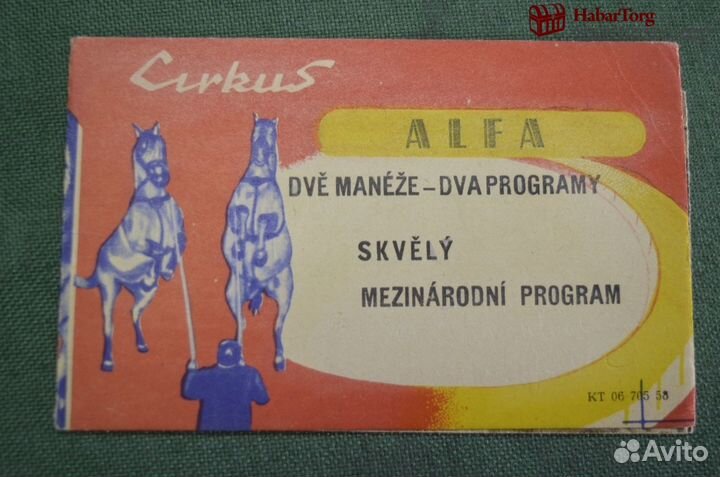 HabarTorg
Cirkus
ALFA
DVĚ MANÉŽE - DVA PROGRAMY
SKVĚLÝ
MEZINÁRODNÍ PROGRAM
KT 06 705 58
Avito